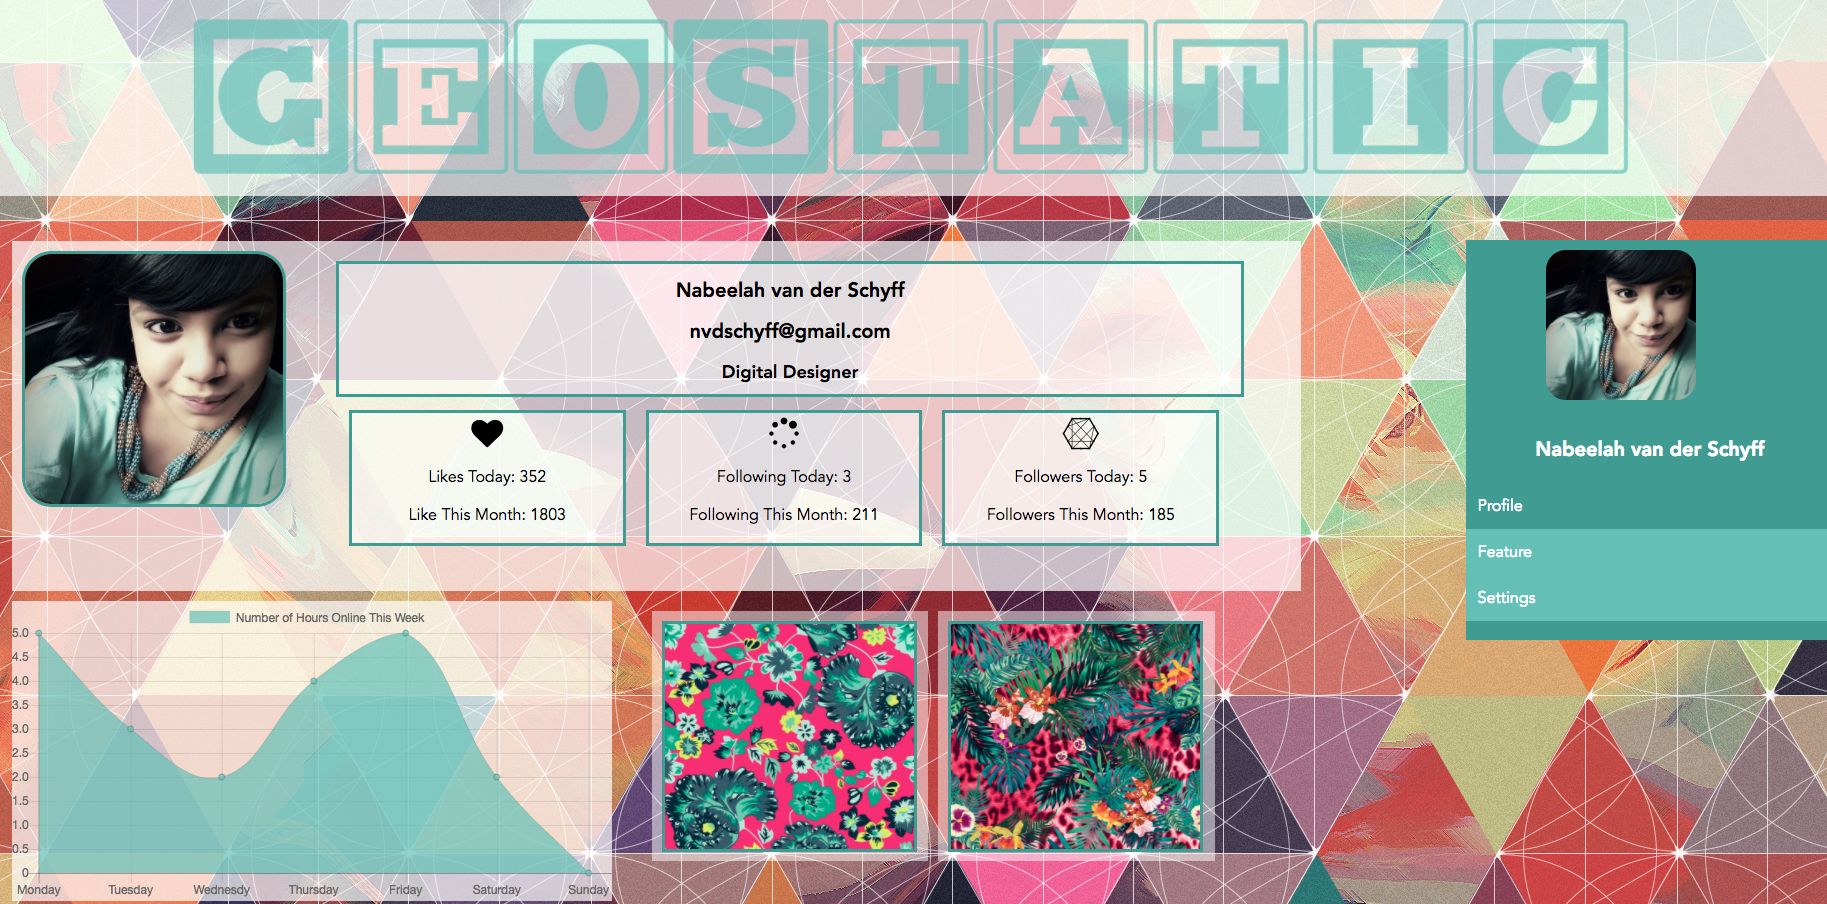 GEOSTATIC
Nabeelah van der Schyff
nvdschyff@gmail.com
Digital Designer
Likes Today: 352
Like This Month: 1803
Following Today: 3
Following This Month: 211
Followers Today: 5
Followers This Month: 185
Nabeelah van der Schyff
Profile
Feature
Settings
Number of Hours Online This Week
5.0
4.5
4.0
3.5
3.0
2.5
2.0
1.5
1.0
0.5
0
Monday Tuesday Wednesdy Thursday Friday Saturday Sunday